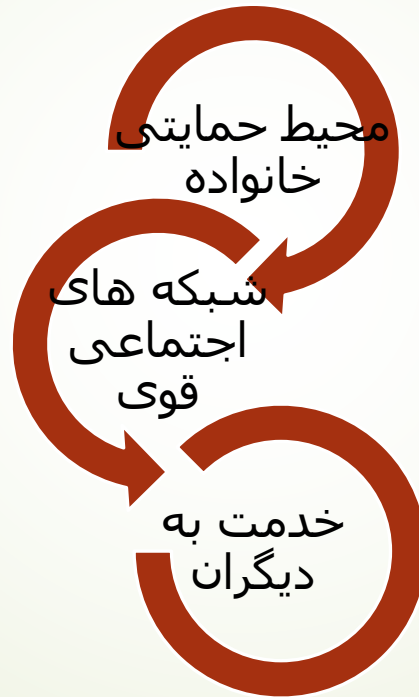 محیط حمایتی
خانواده
شبکه های
اجتماعی
قوی
خدمت به
دیگران